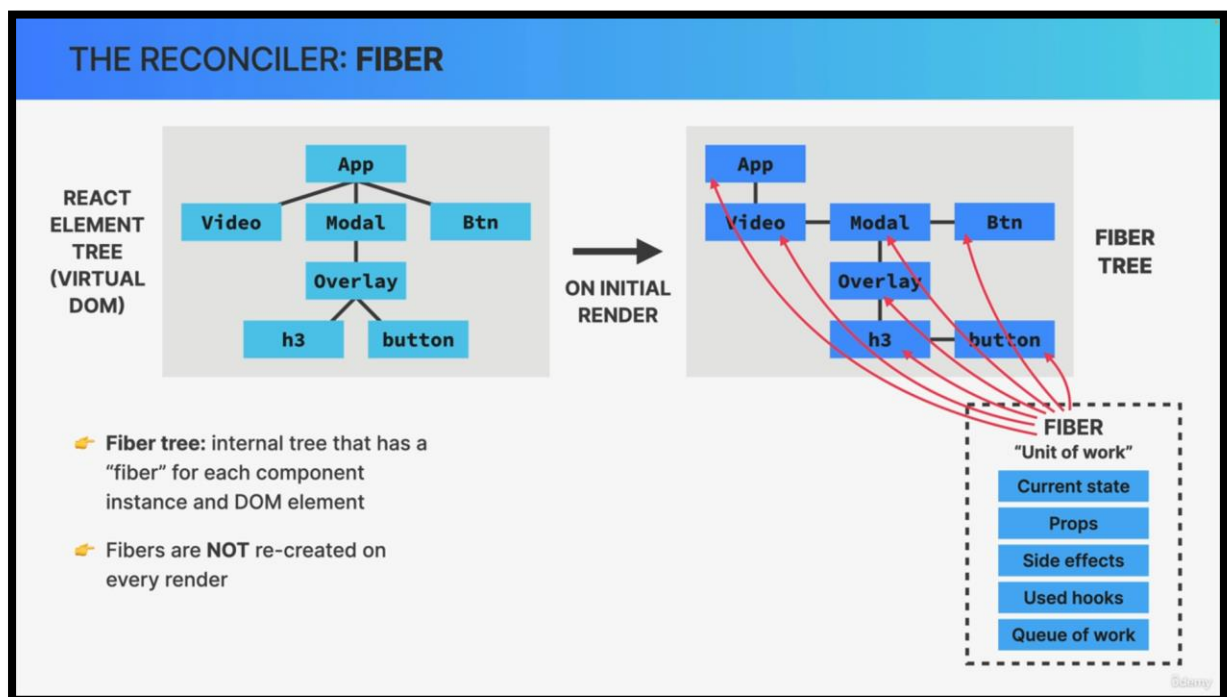 THE RECONCILER: FIBER
REACT
ELEMENT
TREE
(VIRTUAL
DOM)
App
Video
Modal
Btn
Overlay
h3
button
ON INITIAL
RENDER
App
Video
Modal
Btn
Overlay
h3
button
FIBER
TREE
Fiber tree: internal tree that has a
“fiber” for each component
instance and DOM element
Fibers are NOT re-created on
every render
FIBER
“Unit of work”
Current state
Props
Side effects
Used hooks
Queue of work
ûdemy